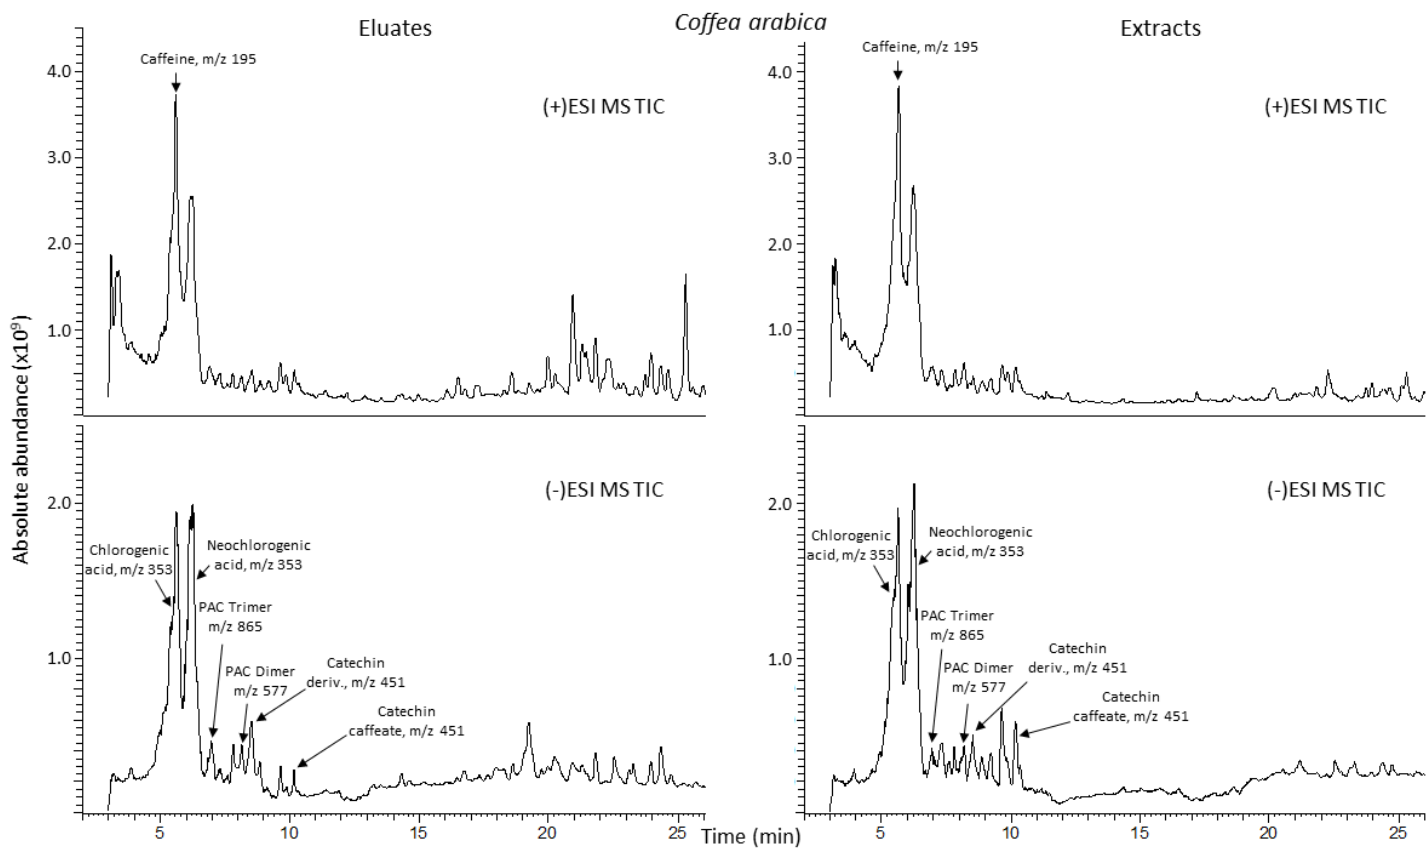 Coffea arabica
Eluates
Extracts
Absolute abundance (x10⁹)
Caffeine, m/z 195
(+)ESI MS TIC
4.0
3.0
2.0
1.0
Caffeine, m/z 195
(+)ESI MS TIC
4.0
3.0
2.0
1.0
(-)ESI MS TIC
2.0
1.0
Chlorogenic
acid, m/z 353
Neochlorogenic
acid, m/z 353
PAC Trimer
m/z 865
PAC Dimer
m/z 577
Catechin
deriv., m/z 451
Catechin
caffeate, m/z 451
5 10 15 20 25
(-)ESI MS TIC
2.0
1.0
Chlorogenic
acid, m/z 353
Neochlorogenic
acid, m/z 353
PAC Trimer
m/z 865
PAC Dimer
m/z 577
Catechin
deriv., m/z 451
Catechin
caffeate, m/z 451
5 10 15 20 25
Time (min)